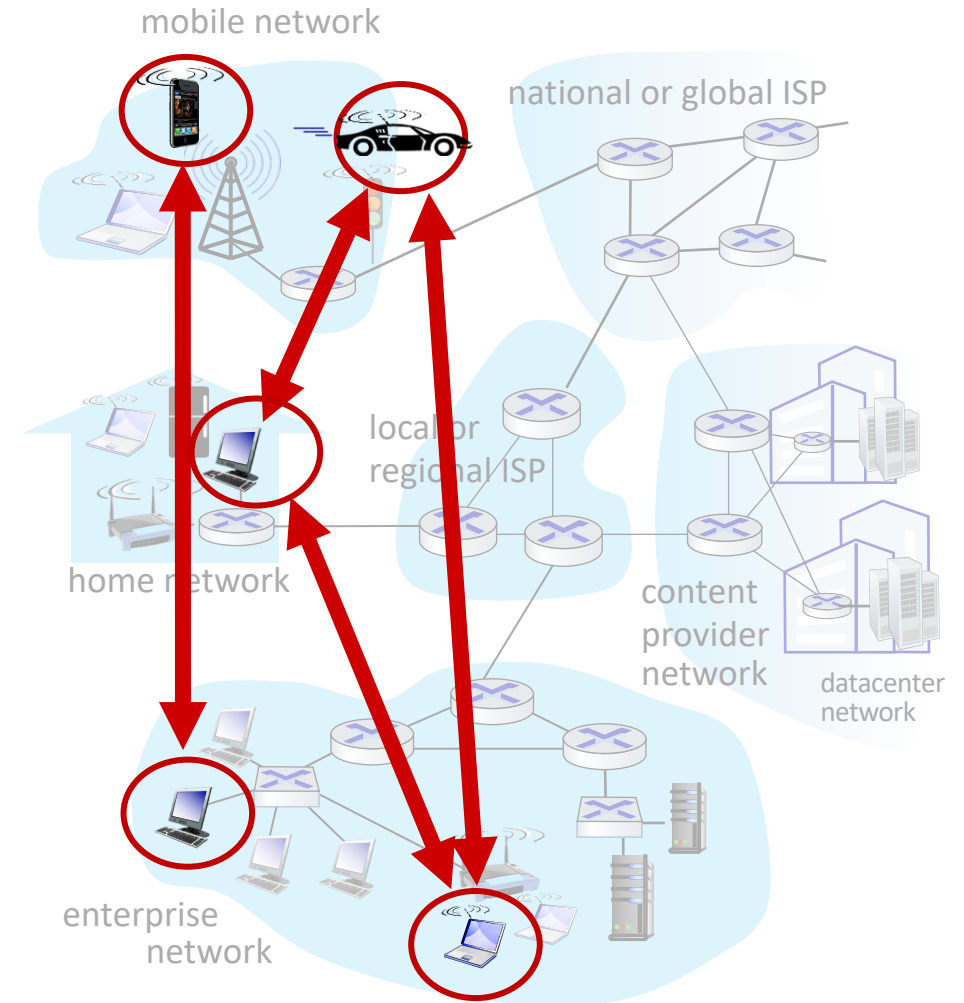 mobile network
national or global ISP
local or
regional ISP
home network
content
provider
network
datacenter
network
enterprise
network